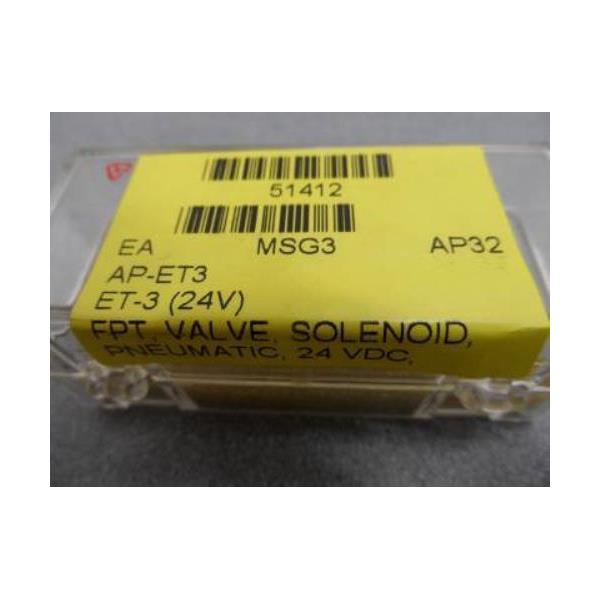 51412
EA MSG3 AP32
AP-ET3
ET-3 (24V)
FPT, VALVE, SOLENOID,
PNEUMATIC, 24 VDC,